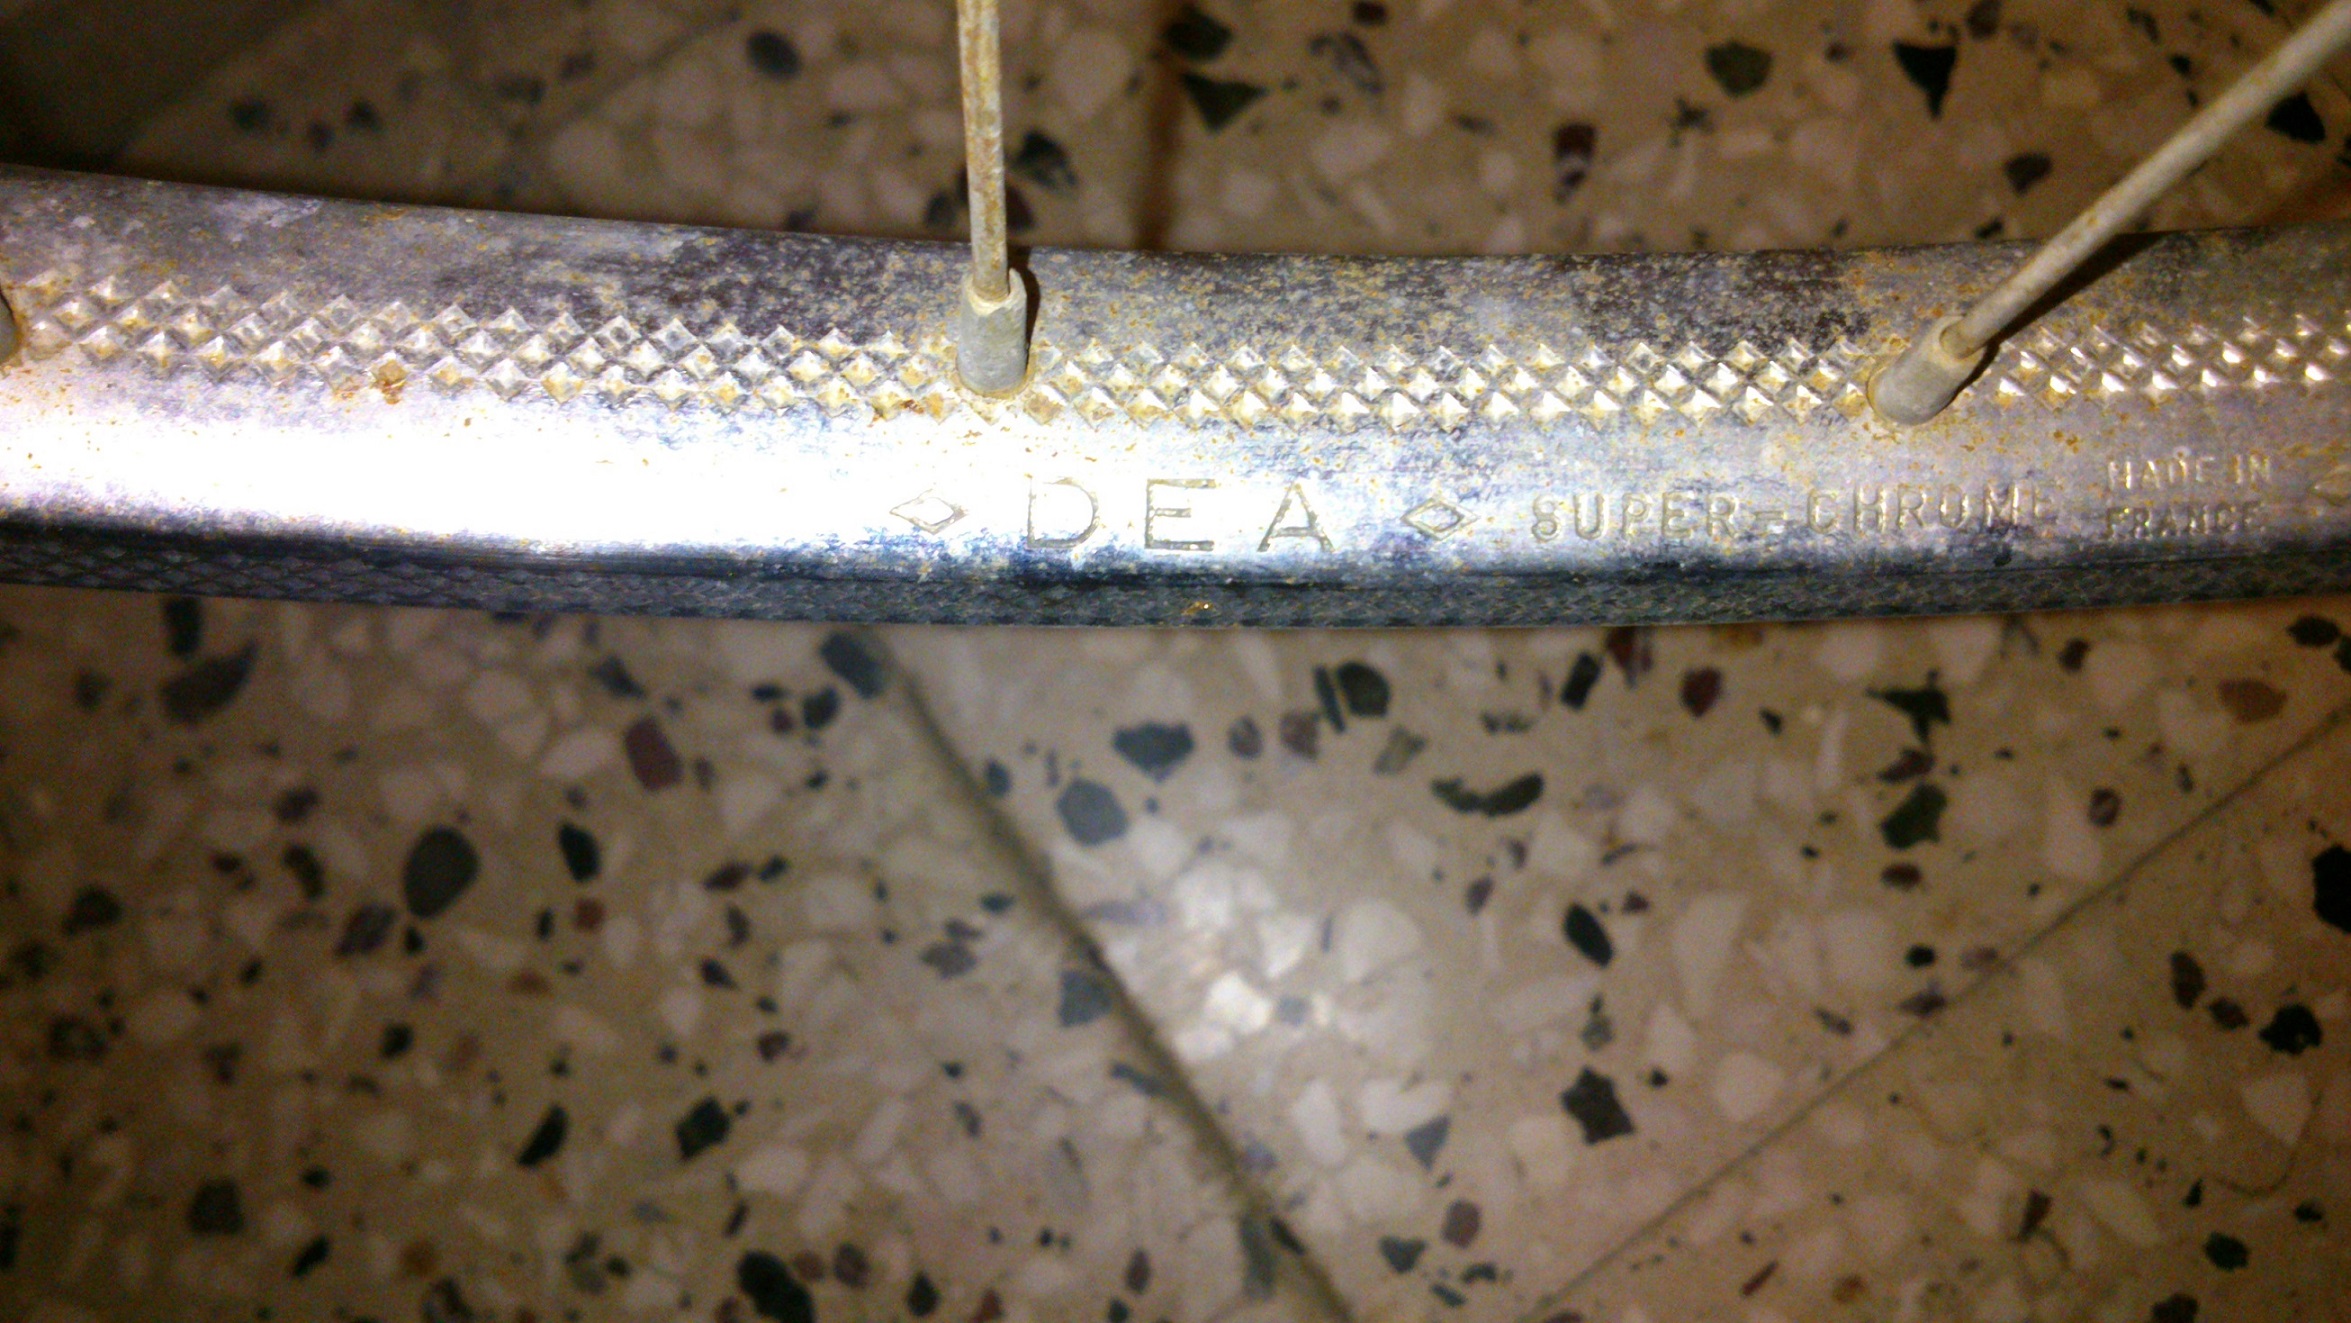 ◇ DEA ◇ SUPER-CHROME
MADE IN
FRANCE